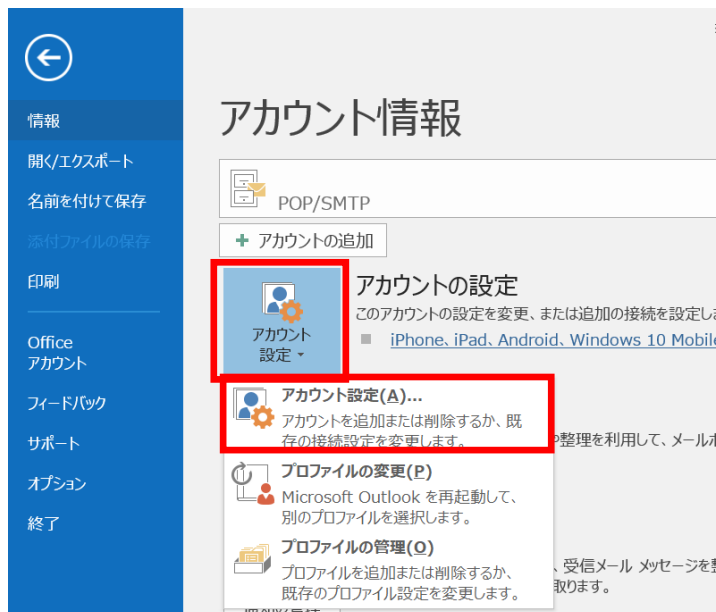 情報
開く/エクスポート
名前を付けて保存
添付ファイルの保存
印刷
Office
アカウント
フィードバック
サポート
オプション
終了
アカウント情報
POP/SMTP
アカウントの追加
アカウント
設定
アカウントの設定
このアカウントの設定を変更、または追加の接続を設定し
iPhone、iPad、Android、Windows 10 Mobile
アカウント設定(A)...
アカウントを追加または削除するか、既
存の接続設定を変更します。
整理を利用して、メールボ
プロファイルの変更(P)
Microsoft Outlook を再起動して、
別のプロファイルを選択します。
プロファイルの管理(O)
プロファイルを追加または削除するか、
既存のプロファイル設定を変更します。
、受信メール メッセージを
取ります。